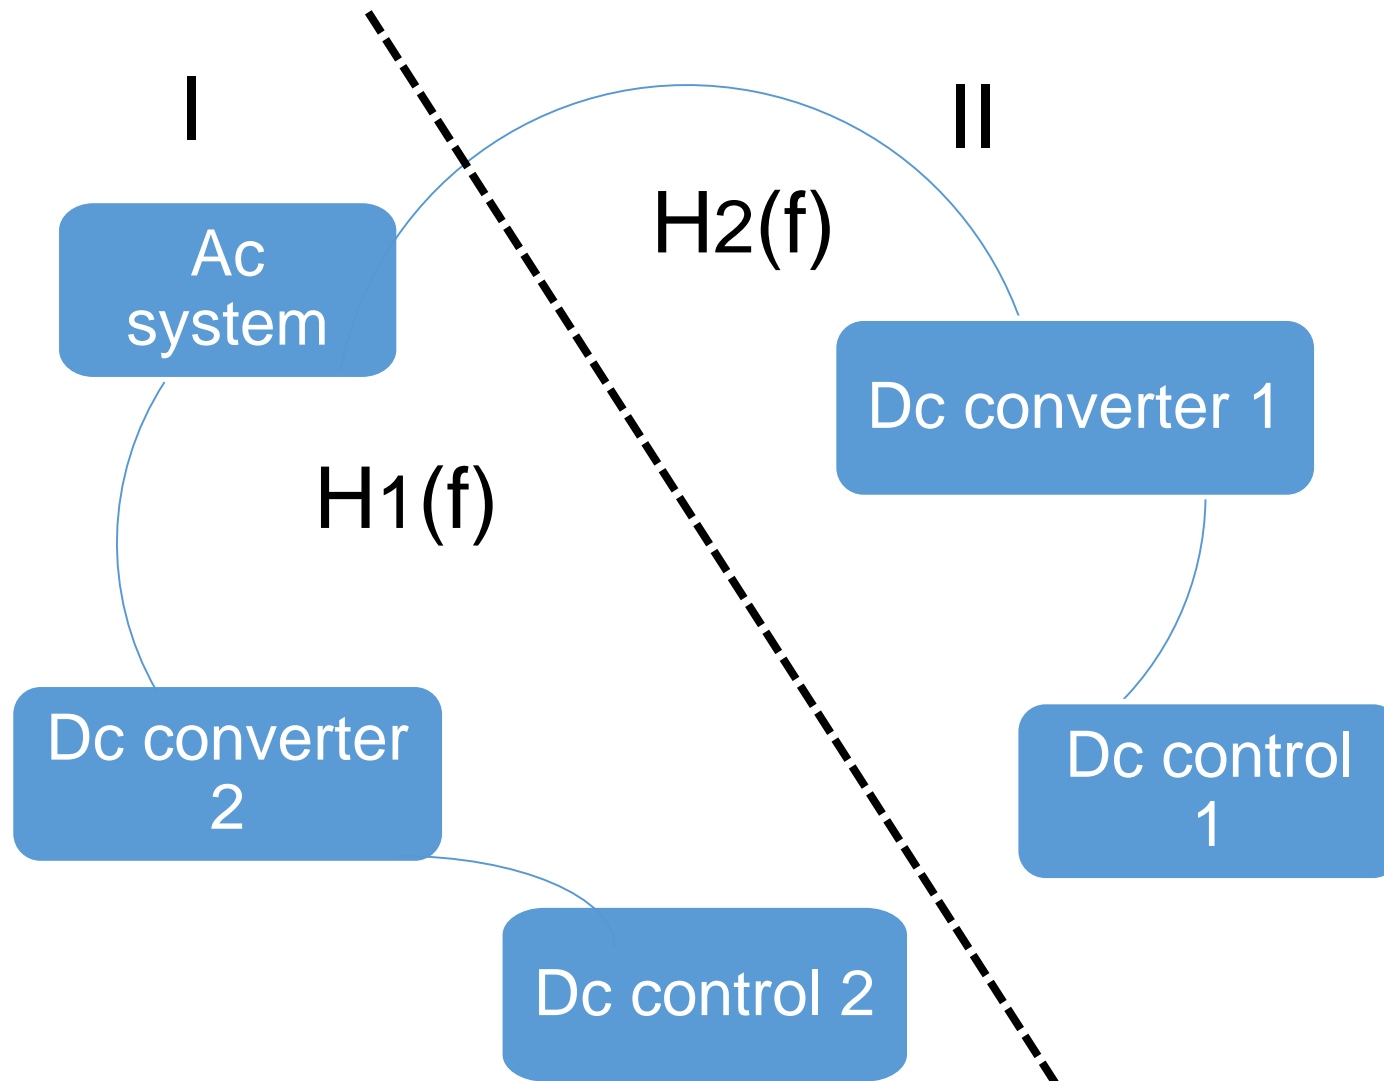 I
II
H2(f)
Ac
system
Dc converter 1
H1(f)
Dc converter
2
Dc control
1
Dc control 2